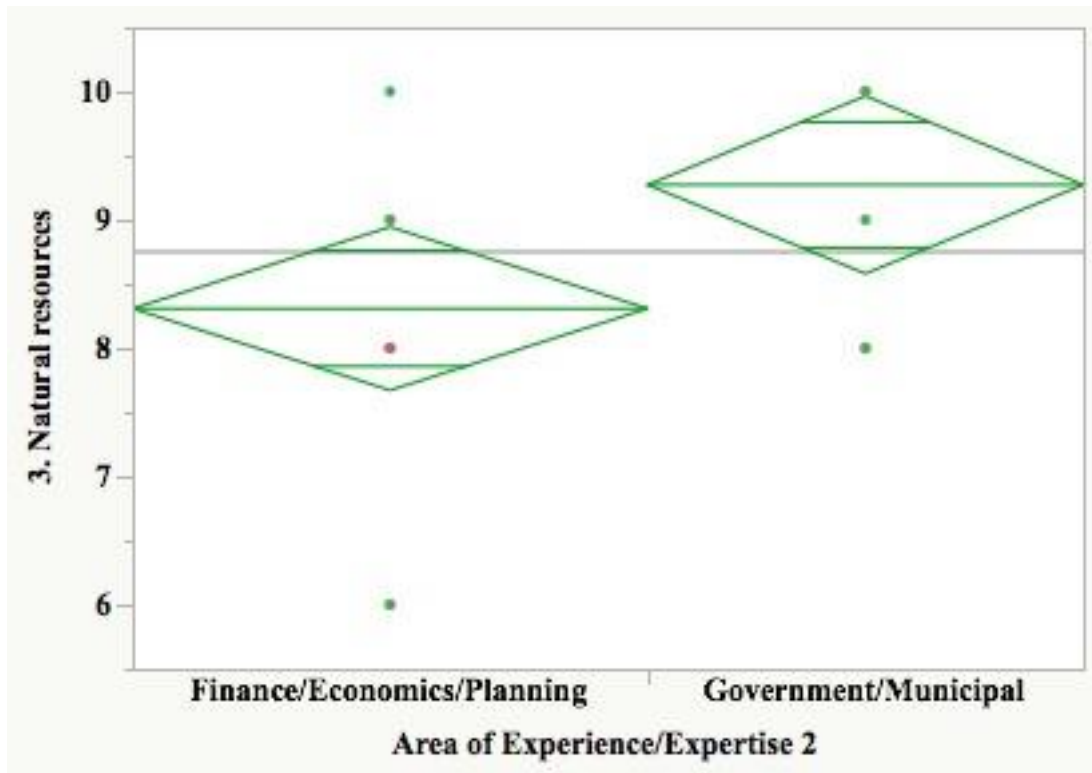 3. Natural resources
10
9
8
7
6
Finance/Economics/Planning
Government/Municipal
Area of Experience/Expertise 2